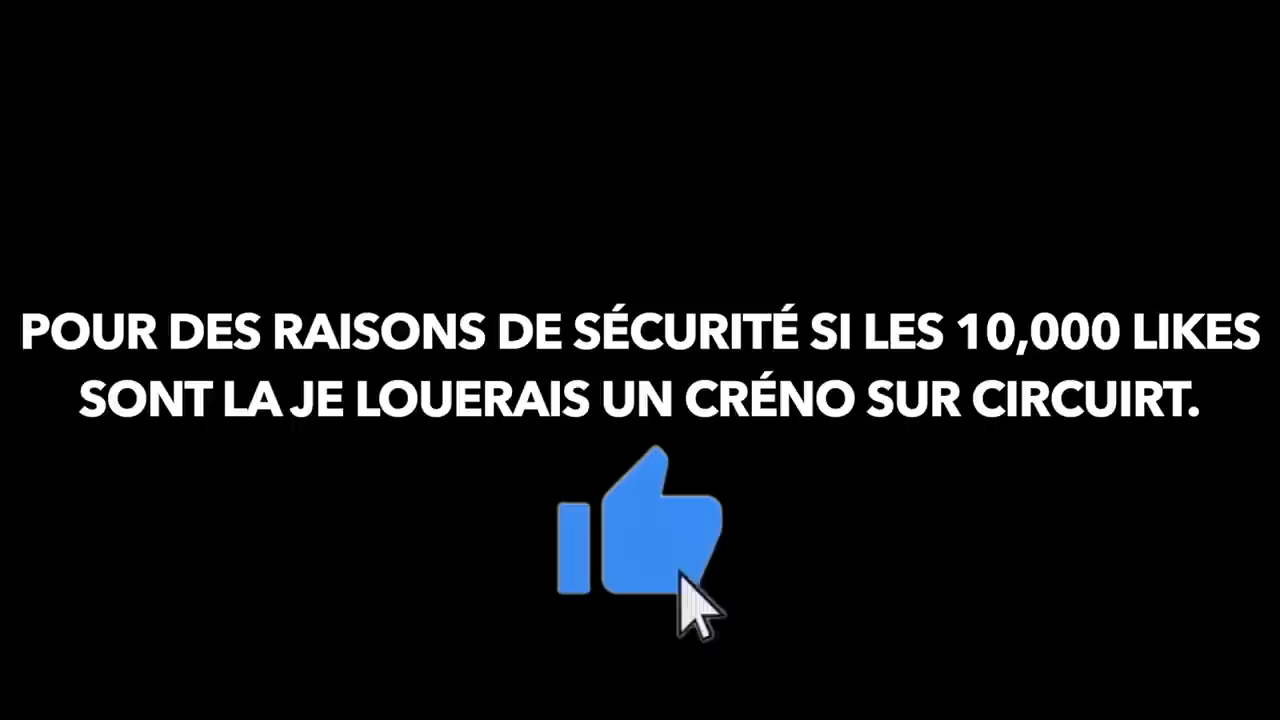 POUR DES RAISONS DE SÉCURITÉ SI LES 10,000 LIKES
SONT LA JE LOUERAIS UN CRÉNO SUR CIRCUIRT.